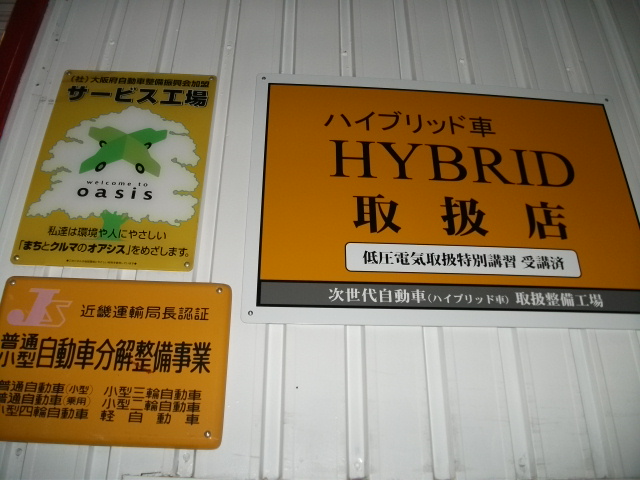 (社)大阪府自動車整備振興会加盟
サービス工場
welcome to
oasis
私達は環境や人にやさしい
「まちとクルマのオアシス」をめざします。
ハイブリッド車
HYBRID
取扱店
低圧電気取扱特別講習 受講済
次世代自動車(ハイブリッド車)取扱整備工場
JS
近畿運輸局長認証
普通
小型 自動車分解整備事業
普通自動車(小型) 小型三輪自動車
普通自動車(乗用) 小型二輪自動車
小型四輪自動車 軽自動車